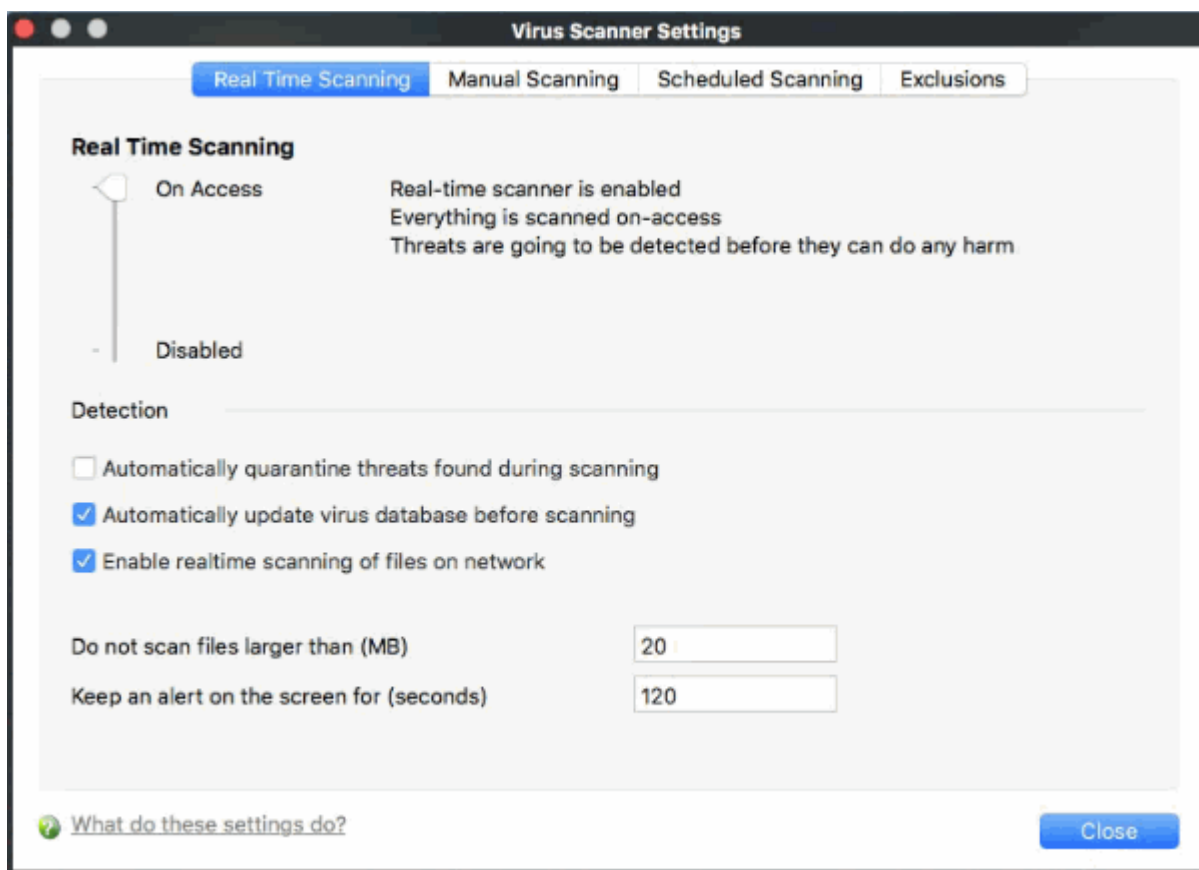 Virus Scanner Settings
Real Time Scanning Manual Scanning Scheduled Scanning Exclusions
Real Time Scanning
On Access
Real-time scanner is enabled
Everything is scanned on-access
Threats are going to be detected before they can do any harm
Disabled
Detection
Automatically quarantine threats found during scanning
Automatically update virus database before scanning
Enable realtime scanning of files on network
Do not scan files larger than (MB) 20
Keep an alert on the screen for (seconds) 120
What do these settings do?
Close